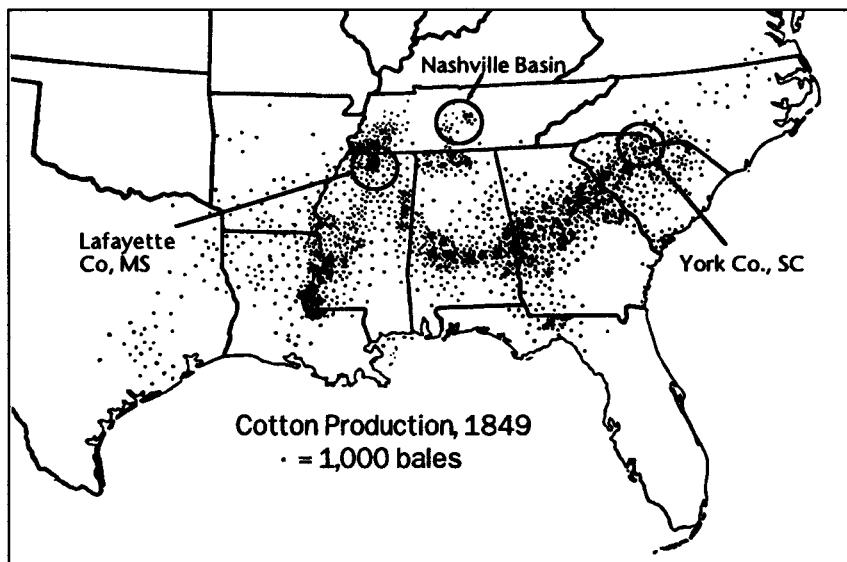 Nashville Basin
Lafayette
Co, MS
York Co., SC
Cotton Production, 1849
· = 1,000 bales